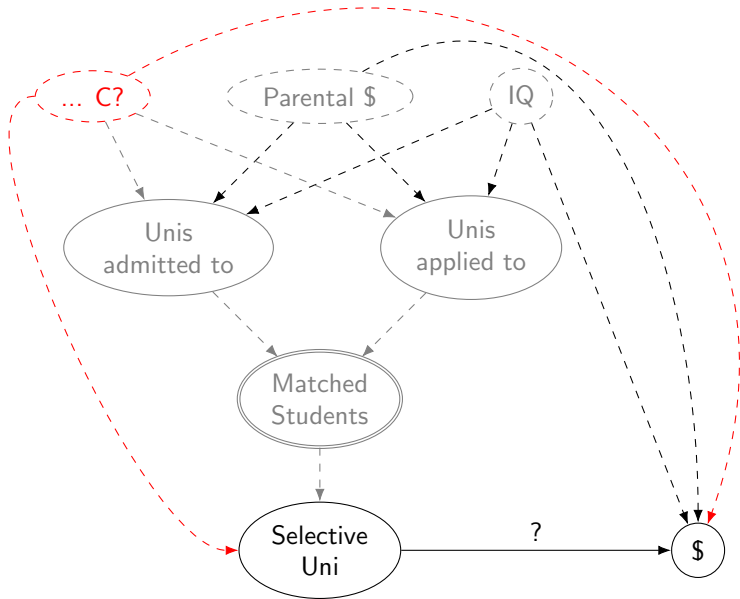 ... C?
Parental $
IQ
Unis
admitted to
Unis
applied to
Matched
Students
Selective
Uni
?
$